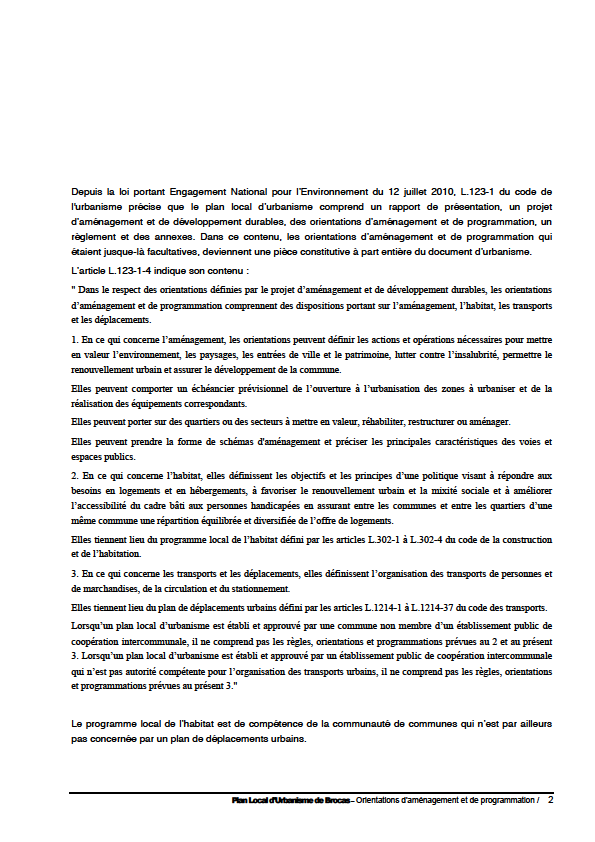 Depuis la loi portant Engagement National pour l'Environnement du 12 juillet 2010, L.123-1 du code de
l'urbanisme précise que le plan local d'urbanisme comprend un rapport de présentation, un projet
d'aménagement et de développement durables, des orientations d'aménagement et de programmation, un
règlement et des annexes. Dans ce contenu, les orientations d'aménagement et de programmation qui
étaient jusque-là facultatives, deviennent une pièce constitutive à part entière du document d'urbanisme.
L'article L.123-1-4 indique son contenu :
" Dans le respect des orientations définies par le projet d'aménagement et de développement durables, les orientations
d'aménagement et de programmation comprennent des dispositions portant sur l'aménagement, l'habitat, les transports
et les déplacements.
1. En ce qui concerne l'aménagement, les orientations peuvent définir les actions et opérations nécessaires pour mettre
en valeur l'environnement, les paysages, les entrées de ville et le patrimoine, lutter contre l'insalubrité, permettre le
renouvellement urbain et assurer le développement de la commune.
Elles peuvent comporter un échéancier prévisionnel de l'ouverture à l'urbanisation des zones à urbaniser et de la
réalisation des équipements correspondants.
Elles peuvent porter sur des quartiers ou des secteurs à mettre en valeur, réhabiliter, restructurer ou aménager.
Elles peuvent prendre la forme de schémas d'aménagement et préciser les principales caractéristiques des voies et
espaces publics.
2. En ce qui concerne l'habitat, elles définissent les objectifs et les principes d'une politique visant à répondre aux
besoins en logements et en hébergements, à favoriser le renouvellement urbain et la mixité sociale et à améliorer
l'accessibilité du cadre bâti aux personnes handicapées en assurant entre les communes et entre les quartiers d'une
même commune une répartition équilibrée et diversifiée de l'offre de logements.
Elles tiennent lieu du programme local de l'habitat défini par les articles L.302-1 à L.302-4 du code de la construction
et de l'habitation.
3. En ce qui concerne les transports et les déplacements, elles définissent l'organisation des transports de personnes et
de marchandises, de la circulation et du stationnement.
Elles tiennent lieu du plan de déplacements urbains défini par les articles L.1214-1 à L.1214-37 du code des transports.
Lorsqu'un plan local d'urbanisme est établi et approuvé par une commune non membre d'un établissement public de
coopération intercommunale, il ne comprend pas les règles, orientations et programmations prévues au 2 et au présent
3. Lorsqu'un plan local d'urbanisme est établi et approuvé par un établissement public de coopération intercommunale
qui n'est pas autorité compétente pour l'organisation des transports urbains, il ne comprend pas les règles, orientations
et programmations prévues au présent 3."
Le programme local de l'habitat est de compétence de la communauté de communes qui n'est par ailleurs
pas concernée par un plan de déplacements urbains.
Plan Local d'Urbanisme de Brocas – Orientations d'aménagement et de programmation / 2